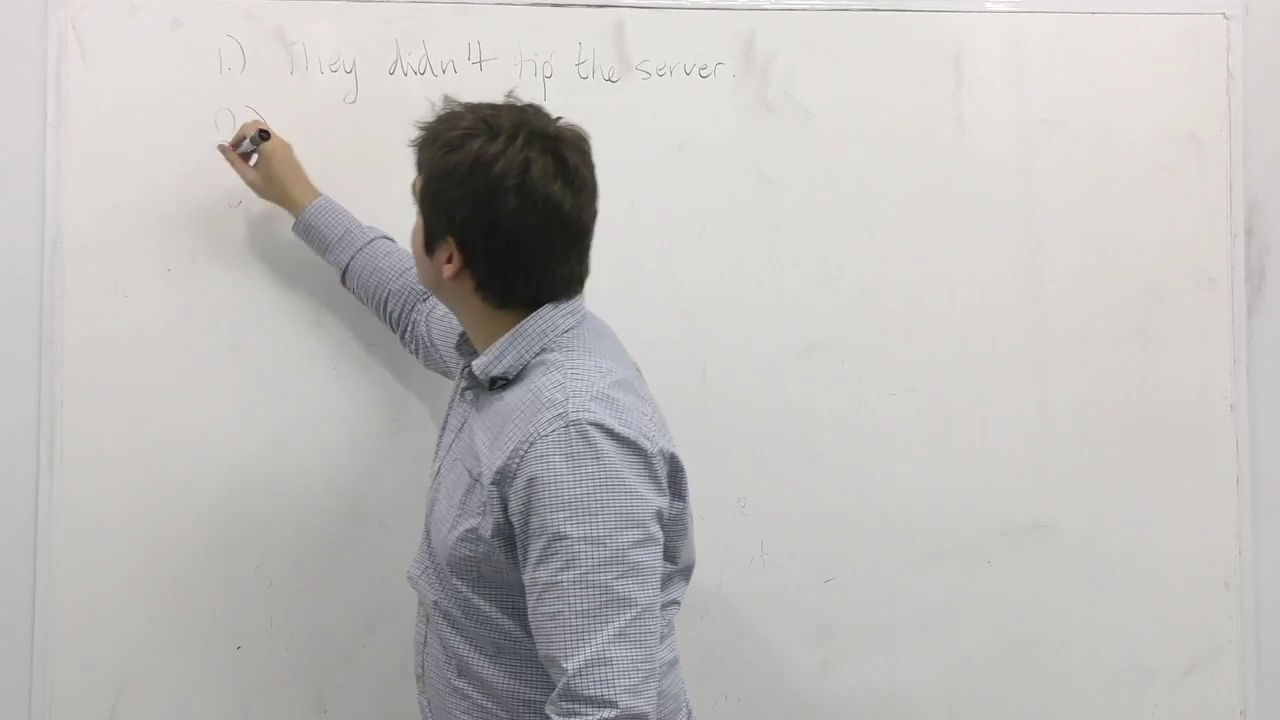 1.) They didn't tip the server.
2.)